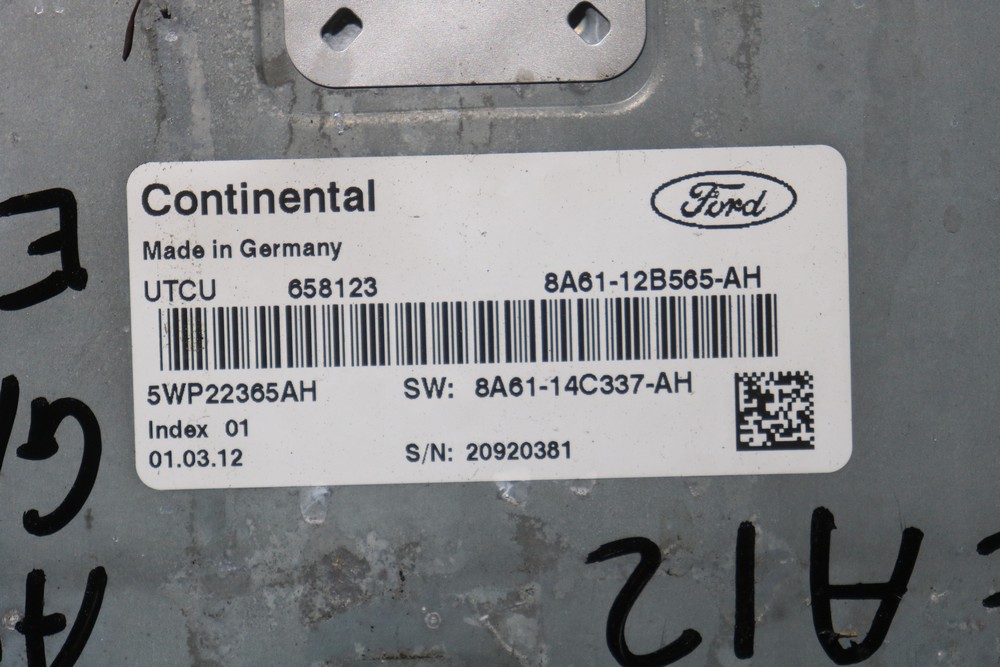 Continental
Ford
Made in Germany
UTCU 658123 8A61-12B565-AH
5WP22365AH SW: 8A61-14C337-AH
Index 01
01.03.12 S/N: 20920381
A12